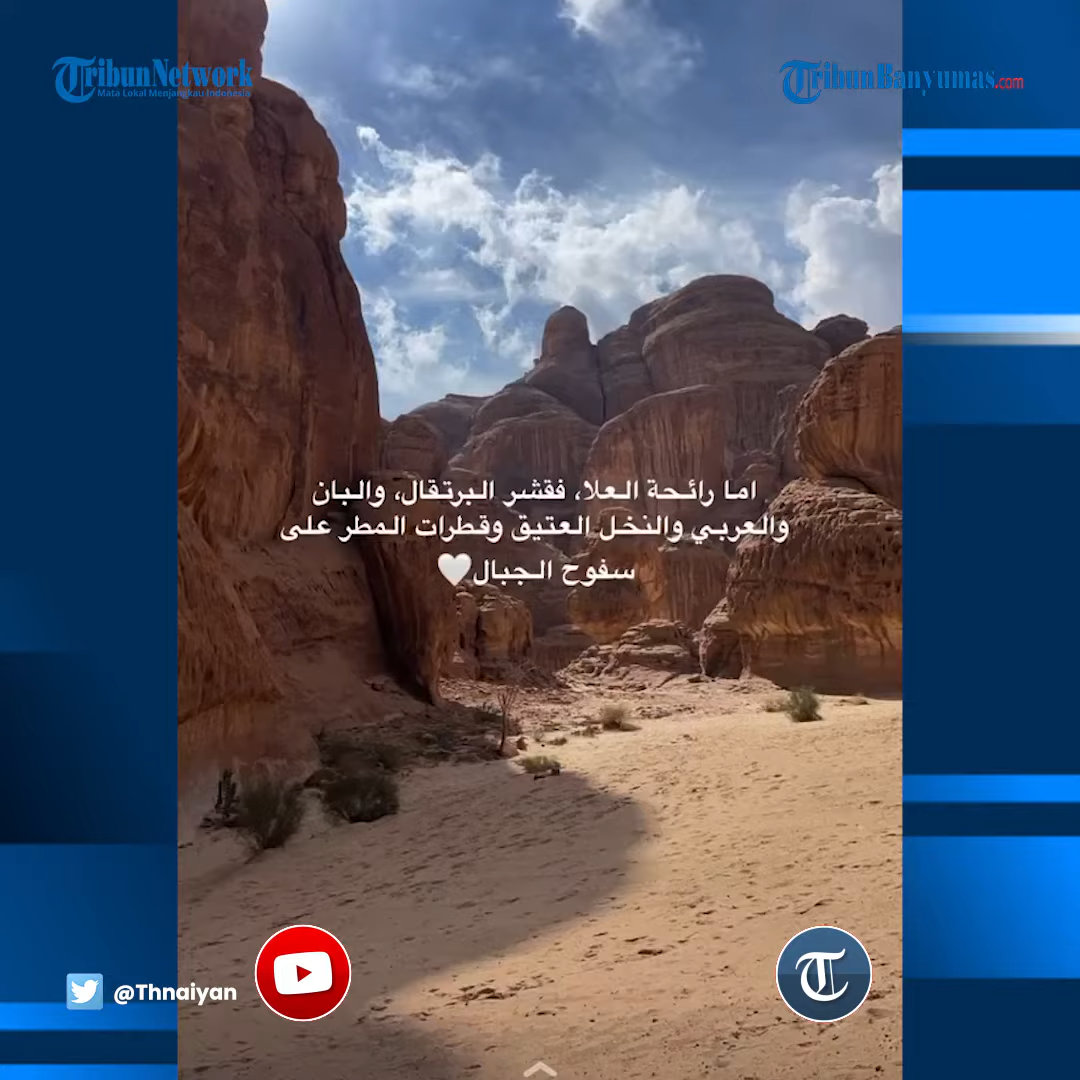 TribunNetwork
Mata Lokal Menjangkau Indonesia
TribunBanyumas.com
اما رائحة العلا، فقشر البرتقال، والبان
والعربي والنخل العتيق وقطرات المطر على
سفوح الجبال🤍
@Thnaiyan
T